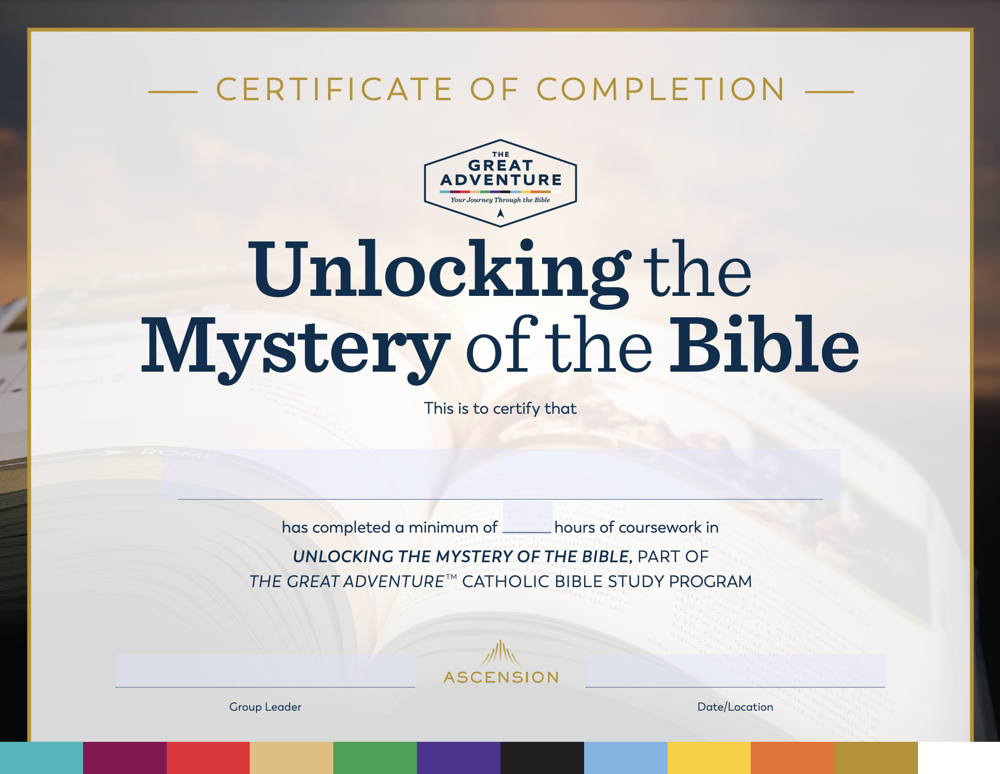 CERTIFICATE OF COMPLETION
THE
GREAT
ADVENTURE
Your Journey Through the Bible
Unlocking the
Mystery of the Bible
This is to certify that
ROME
has completed a minimum of ______ hours of coursework in
UNLOCKING THE MYSTERY OF THE BIBLE, PART OF
THE GREAT ADVENTURE™ CATHOLIC BIBLE STUDY PROGRAM
ASCENSION
Group Leader
Date/Location